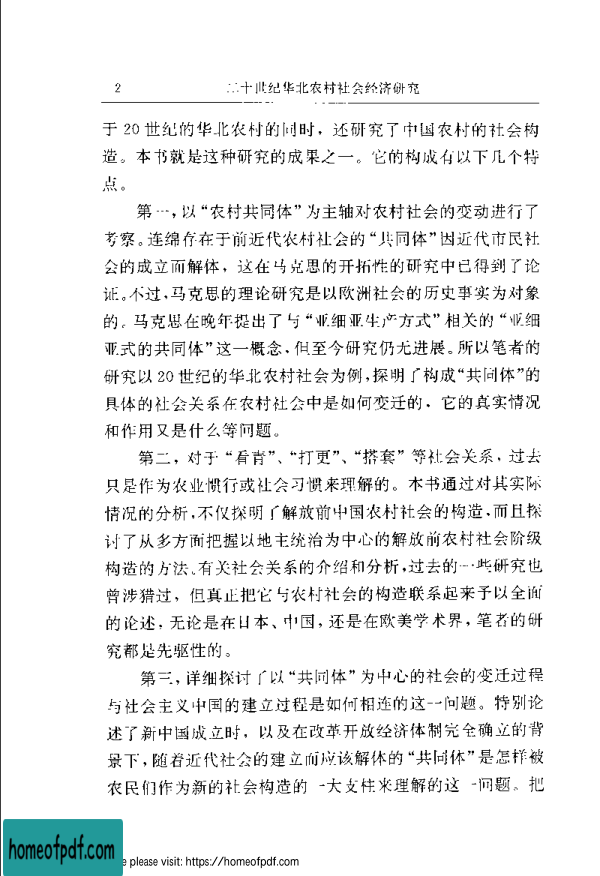 2 二十世纪华北农村社会经济研究
于 20 世纪的华北农村的同时，还研究了中国农村的社会构
造。本书就是这种研究的成果之一。它的构成有以下几个特
点。
第一，以“农村共同体”为主轴对农村社会的变动进行了
考察。连绵存在于前近代农村社会的“共同体”因近代市民社
会的成立而解体，这在马克思的开拓性的研究中已得到了论
证。不过，马克思的理论研究是以欧洲社会的历史事实为对象
的。马克思在晚年提出了与“亚细亚生产方式”相关的“亚细
亚式的共同体”这一概念，但至今研究仍无进展。所以笔者的
研究以 20 世纪的华北农村社会为例，探明了构成“共同体”的
具体的社会关系在农村社会中是如何变迁的、它的真实情况
和作用又是什么等问题。
第二，对于“看青”、“打更”、“搭套”等社会关系，过去
只是作为农业惯行或社会习惯来理解的。本书通过对其实际
情况的分析，不仅探明了解放前中国农村社会的构造，而且探
讨了从多方面把握以地主统治为中心的解放前农村社会阶级
构造的方法。有关社会关系的介绍和分析，过去的一些研究也
曾涉猎过，但真正把它与农村社会的构造联系起来予以全面
的论述，无论是在日本、中国，还是在欧美学术界，笔者的研
究都是先驱性的。
第三，详细探讨了以“共同体”为中心的社会的变迁过程
与社会主义中国的建立过程是如何相连的这一问题。特别论
述了新中国成立时，以及在改革开放经济体制完全确立的背
景下，随着近代社会的建立而应该解体的“共同体”是怎样被
农民们作为新的社会构造的一大支柱来理解的这一问题。把
homeofpdf.com
e please visit: https://homeofpdf.com